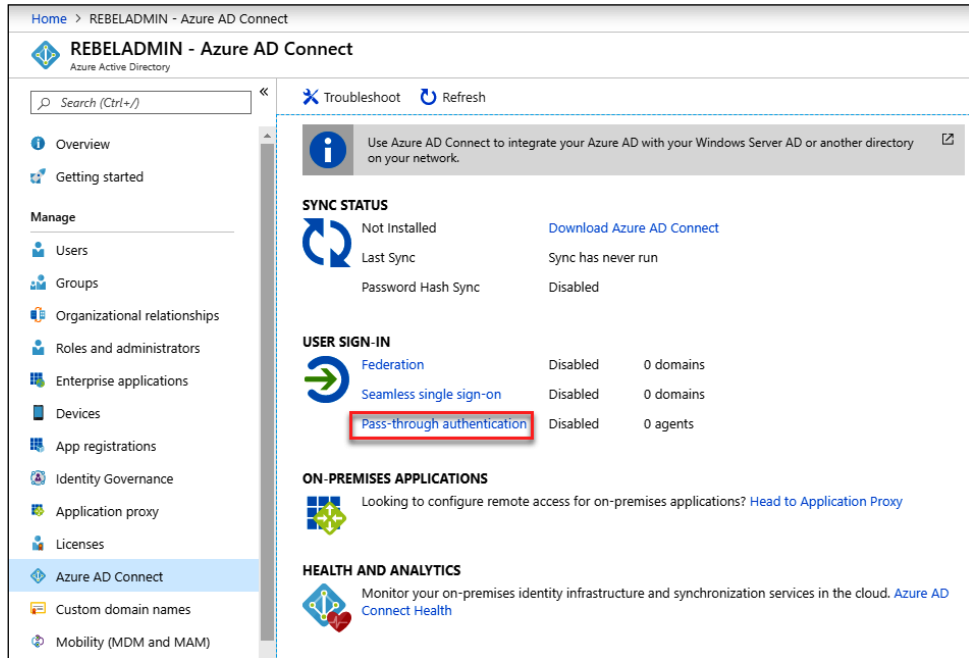 Home > REBELADMIN - Azure AD Connect
REBELADMIN - Azure AD Connect
Azure Active Directory
Search (Ctrl+/)
«
Overview
Getting started
Manage
Users
Groups
Organizational relationships
Roles and administrators
Enterprise applications
Devices
App registrations
Identity Governance
Application proxy
Licenses
Azure AD Connect
Custom domain names
Mobility (MDM and MAM)
Troubleshoot Refresh
Use Azure AD Connect to integrate your Azure AD with your Windows Server AD or another directory
on your network.
SYNC STATUS
Not Installed Download Azure AD Connect
Last Sync Sync has never run
Password Hash Sync Disabled
USER SIGN-IN
Federation Disabled 0 domains
Seamless single sign-on Disabled 0 domains
Pass-through authentication Disabled 0 agents
ON-PREMISES APPLICATIONS
Looking to configure remote access for on-premises applications? Head to Application Proxy
HEALTH AND ANALYTICS
Monitor your on-premises identity infrastructure and synchronization services in the cloud. Azure AD
Connect Health